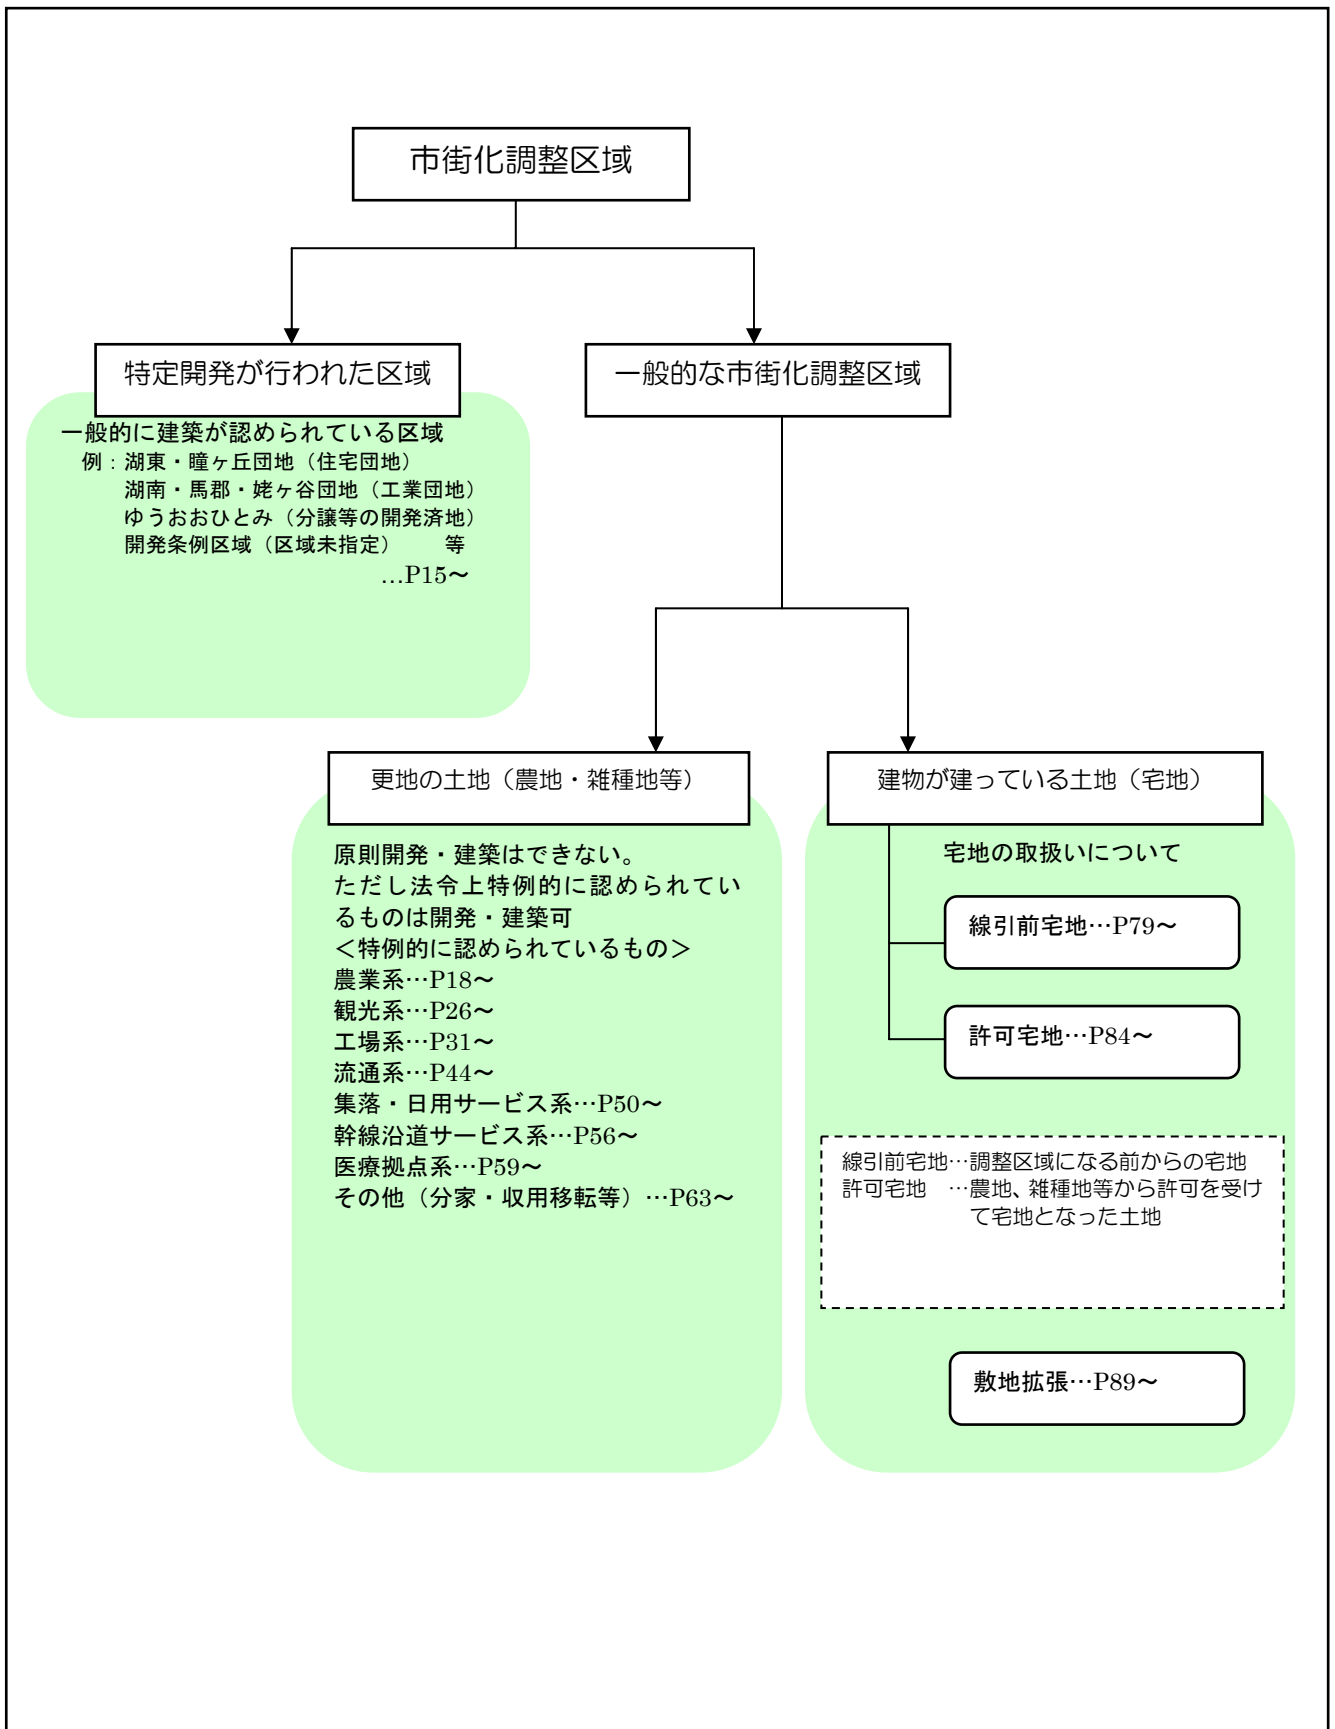 市街化調整区域
特定開発が行われた区域
一般的な市街化調整区域
一般的に建築が認められている区域
例：湖東・瞳ヶ丘団地（住宅団地）
湖南・馬郡・姥ヶ谷団地（工業団地）
ゆうおおひとみ（分譲等の開発済地）
開発条例区域（区域未指定）　　等
…P15～
更地の土地（農地・雑種地等）
原則開発・建築はできない。
ただし法令上特例的に認められてい
るものは開発・建築可
＜特例的に認められているもの＞
農業系…P18～
観光系…P26～
工場系…P31～
流通系…P44～
集落・日用サービス系…P50～
幹線沿道サービス系…P56～
医療拠点系…P59～
その他（分家・収用移転等）…P63～
建物が建っている土地（宅地）
宅地の取扱いについて
線引前宅地…P79～
許可宅地…P84～
線引前宅地…調整区域になる前からの宅地
許可宅地　…農地、雑種地等から許可を受け
て宅地となった土地
敷地拡張…P89～